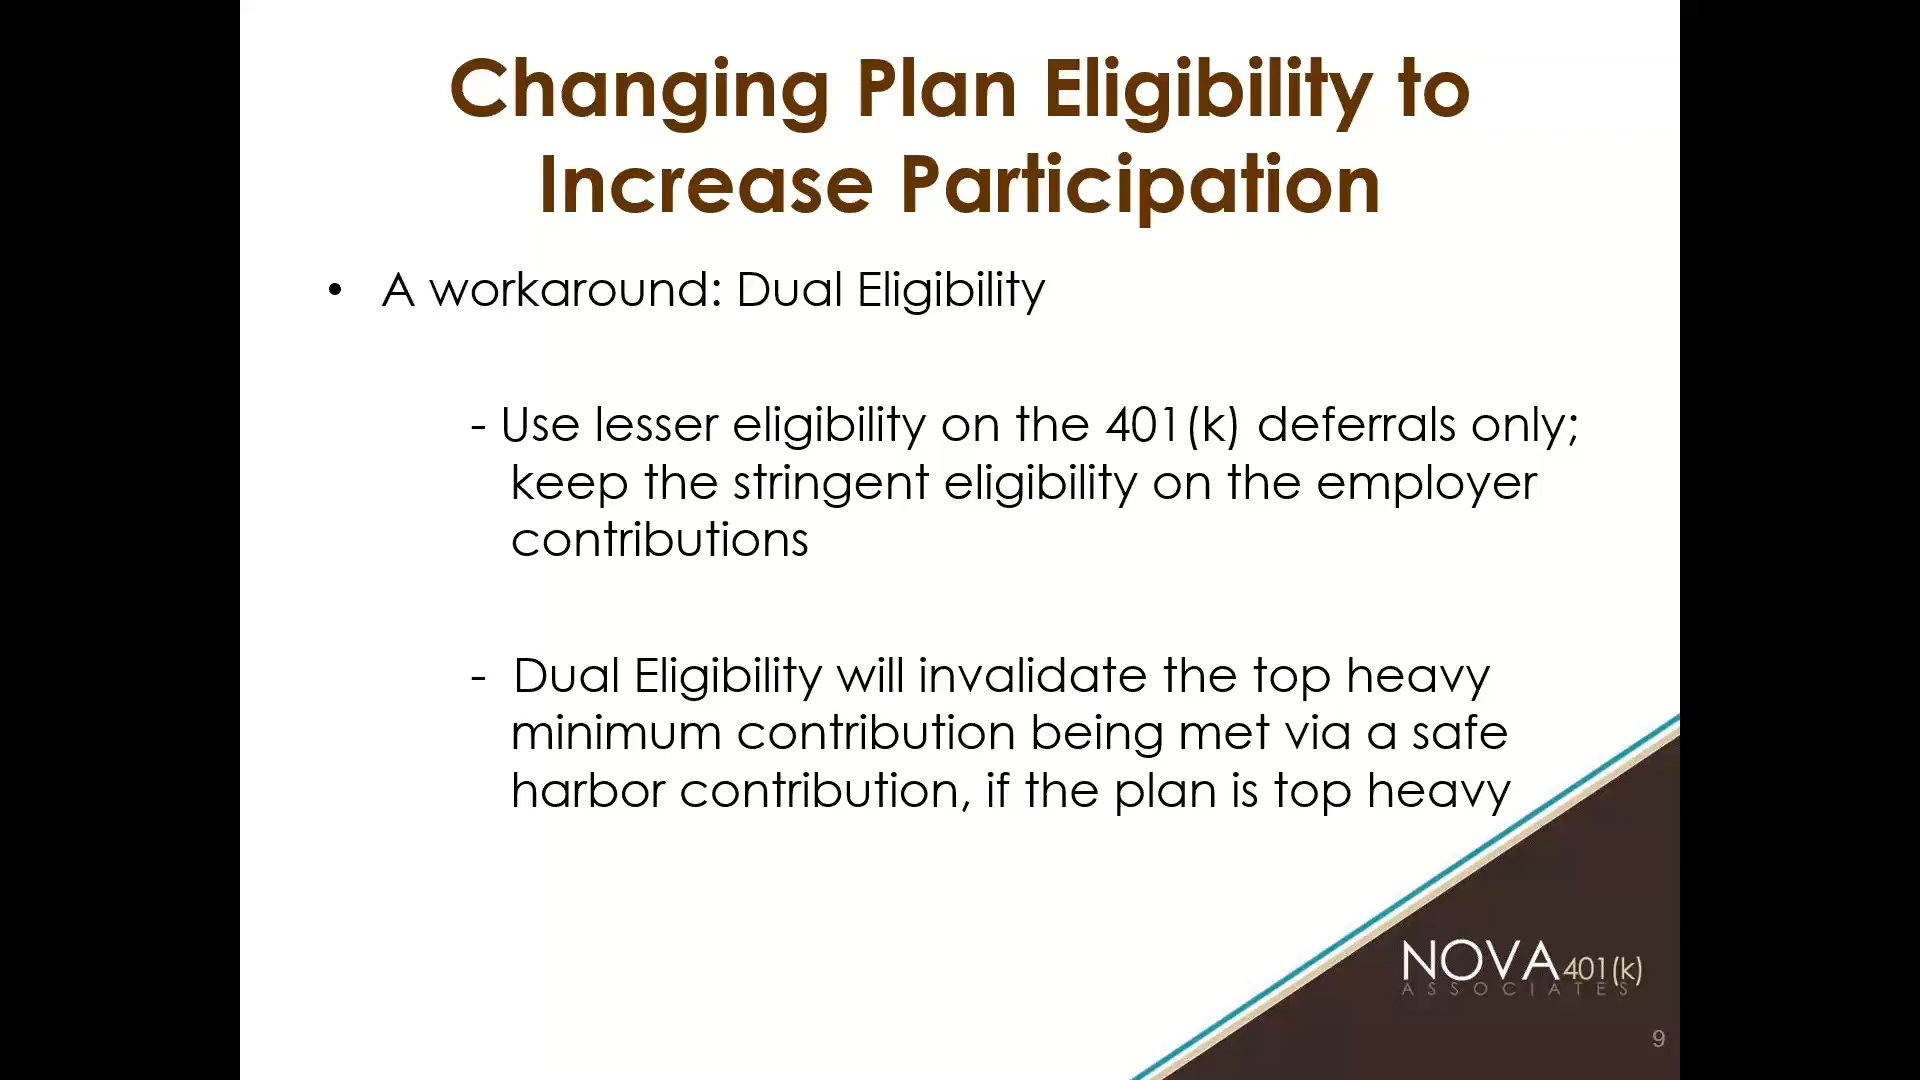 Changing Plan Eligibility to
Increase Participation
• A workaround: Dual Eligibility
- Use lesser eligibility on the 401(k) deferrals only;
keep the stringent eligibility on the employer
contributions
- Dual Eligibility will invalidate the top heavy
minimum contribution being met via a safe
harbor contribution, if the plan is top heavy
NOVA 401(k)
ASSOCIATES
9